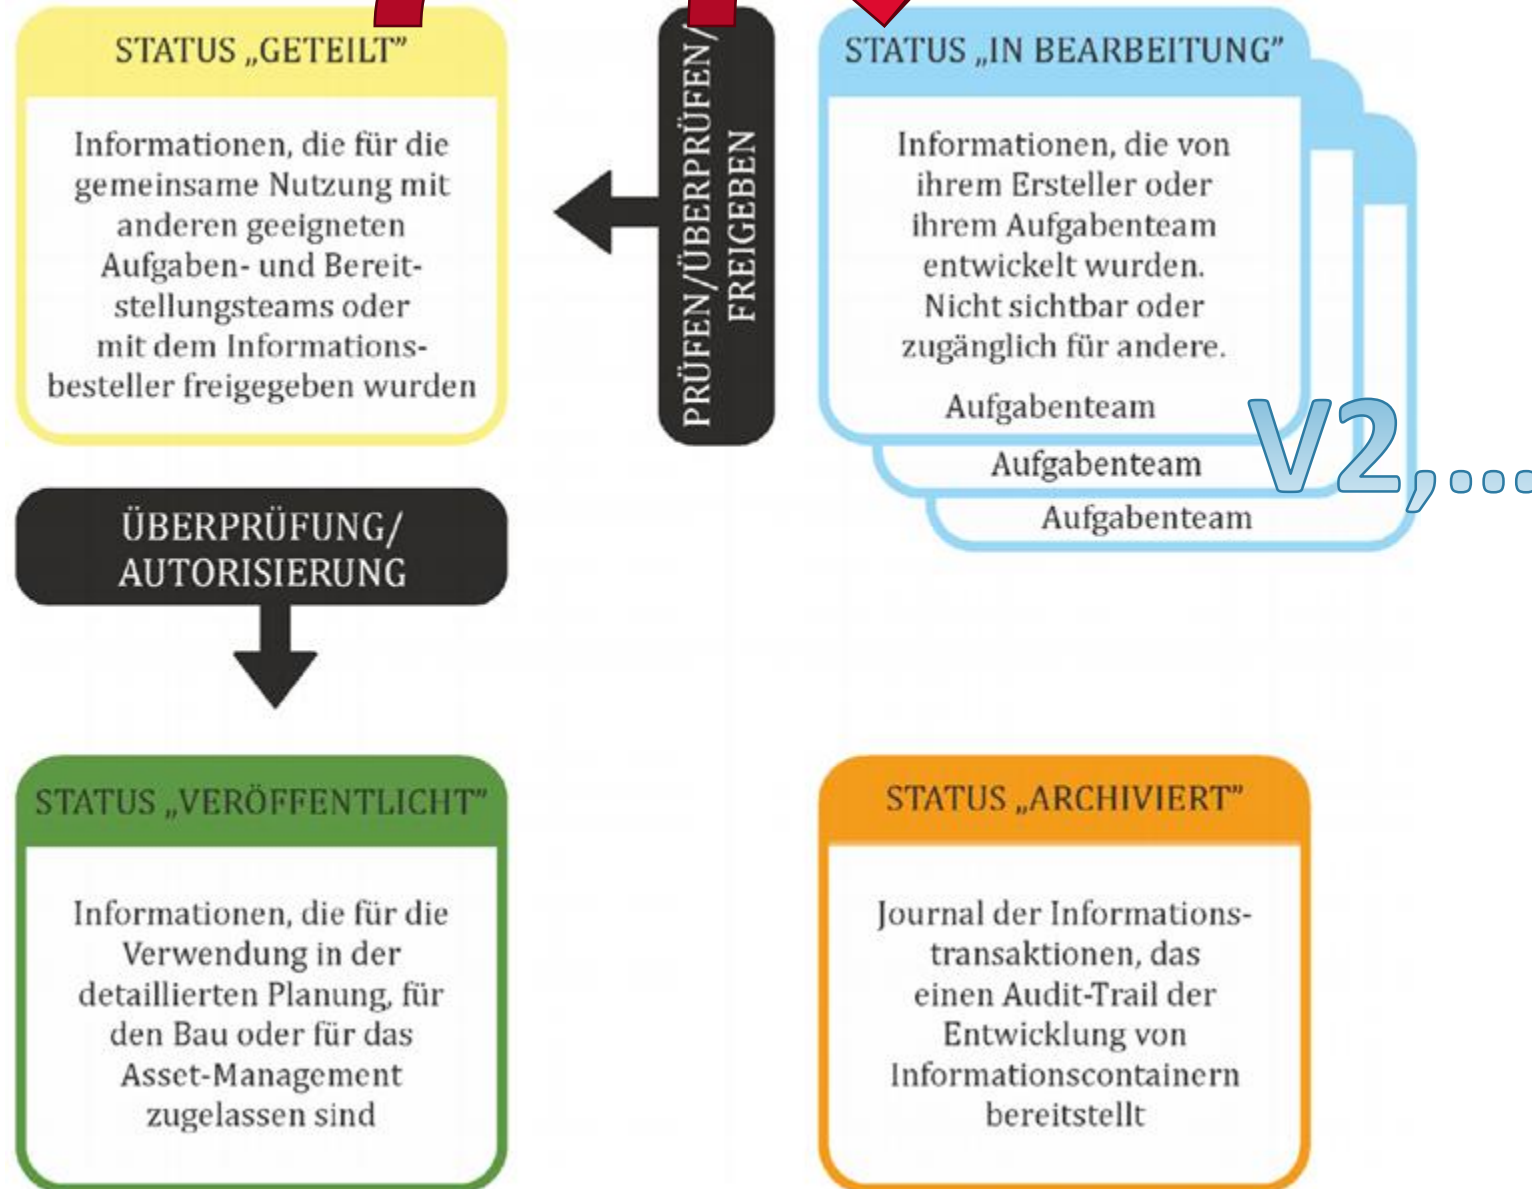 STATUS „GETEILT”
Informationen, die für die
gemeinsame Nutzung mit
anderen geeigneten
Aufgaben- und Bereit-
stellungsteams oder
mit dem Informations-
besteller freigegeben wurden
PRÜFEN/ÜBERPRÜFEN/
FREIGEBEN
STATUS „IN BEARBEITUNG”
Informationen, die von
ihrem Ersteller oder
ihrem Aufgabenteam
entwickelt wurden.
Nicht sichtbar oder
zugänglich für andere.
Aufgabenteam
Aufgabenteam
Aufgabenteam
V2,...
ÜBERPRÜFUNG/
AUTORISIERUNG
STATUS „VERÖFFENTLICHT”
Informationen, die für die
Verwendung in der
detaillierten Planung, für
den Bau oder für das
Asset-Management
zugelassen sind
STATUS „ARCHIVIERT”
Journal der Informations-
transaktionen, das
einen Audit-Trail der
Entwicklung von
Informationscontainern
bereitstellt